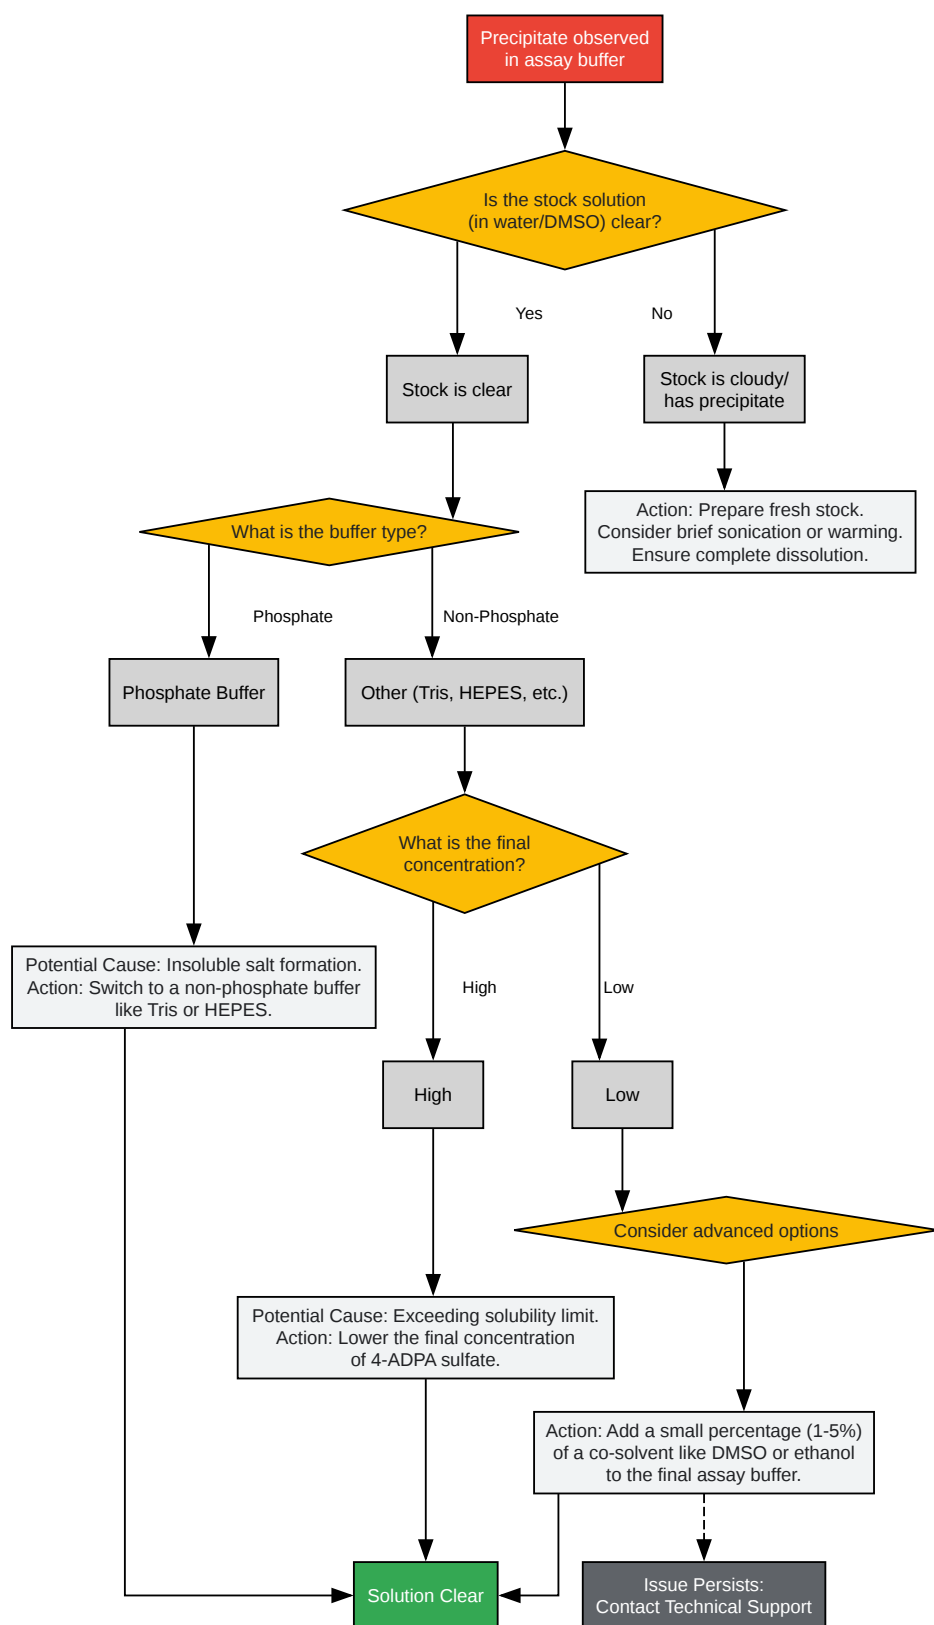 Precipitate observed
in assay buffer
Is the stock solution
(in water/DMSO) clear?
Yes
No
Stock is clear
Stock is cloudy/
has precipitate
Action: Prepare fresh stock.
Consider brief sonication or warming.
Ensure complete dissolution.
What is the buffer type?
Phosphate
Non-Phosphate
Phosphate Buffer
Other (Tris, HEPES, etc.)
What is the final
concentration?
Potential Cause: Insoluble salt formation.
Action: Switch to a non-phosphate buffer
like Tris or HEPES.
High
Low
High
Low
Consider advanced options
Potential Cause: Exceeding solubility limit.
Action: Lower the final concentration
of 4-ADPA sulfate.
Action: Add a small percentage (1-5%)
of a co-solvent like DMSO or ethanol
to the final assay buffer.
Solution Clear
Issue Persists:
Contact Technical Support